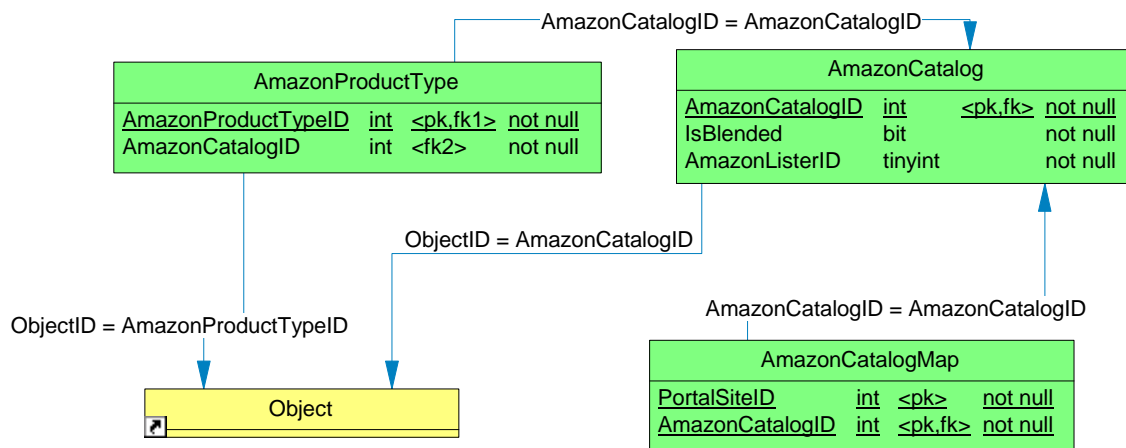 AmazonCatalogID = AmazonCatalogID
AmazonProductType
AmazonProductTypeID int <pk,fk1> not null
AmazonCatalogID int <fk2> not null
AmazonCatalog
AmazonCatalogID int <pk,fk> not null
IsBlended bit not null
AmazonListerID tinyint not null
ObjectID = AmazonCatalogID
AmazonCatalogID = AmazonCatalogID
ObjectID = AmazonProductTypeID
AmazonCatalogMap
PortalSiteID int <pk> not null
AmazonCatalogID int <pk,fk> not null
Object